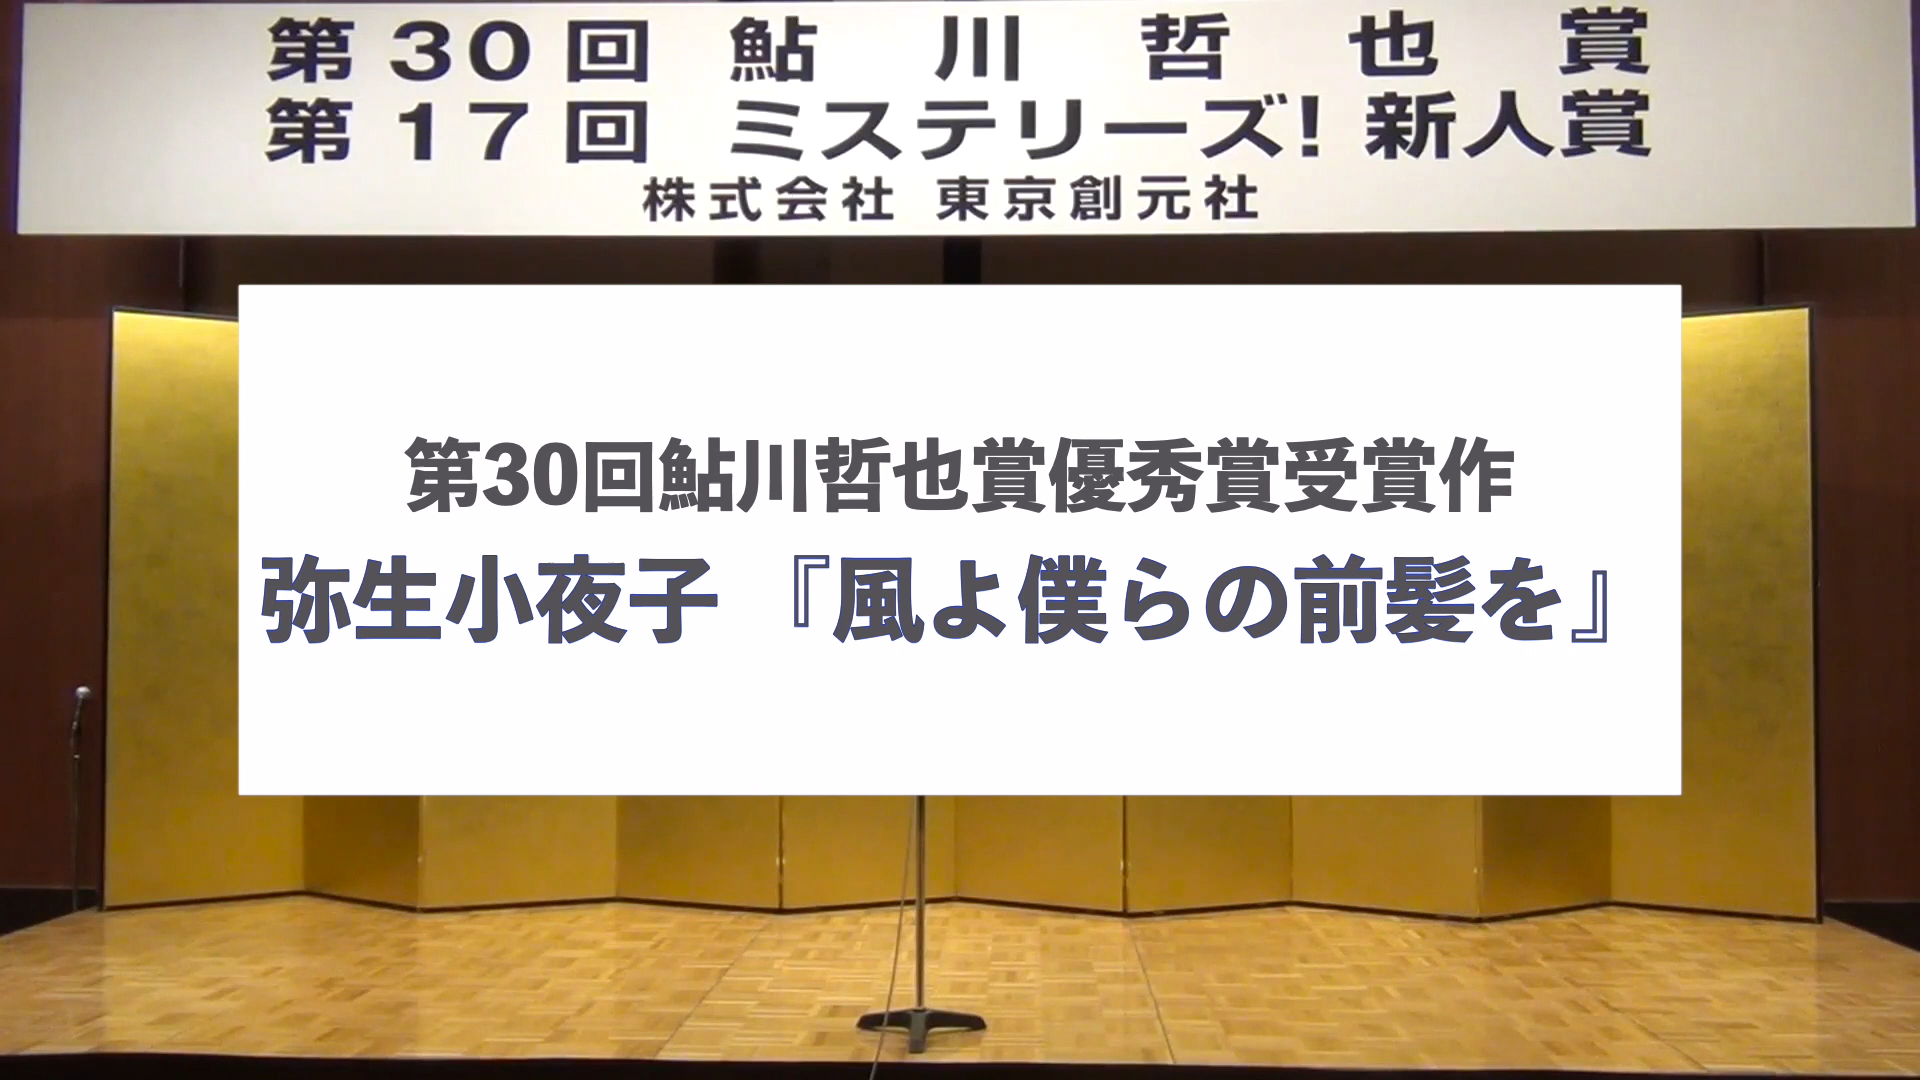 第30回 鮎川哲也賞
第17回 ミステリーズ! 新人賞
株式会社 東京創元社
第30回鮎川哲也賞優秀賞受賞作
弥生小夜子 『風よ僕らの前髪を』